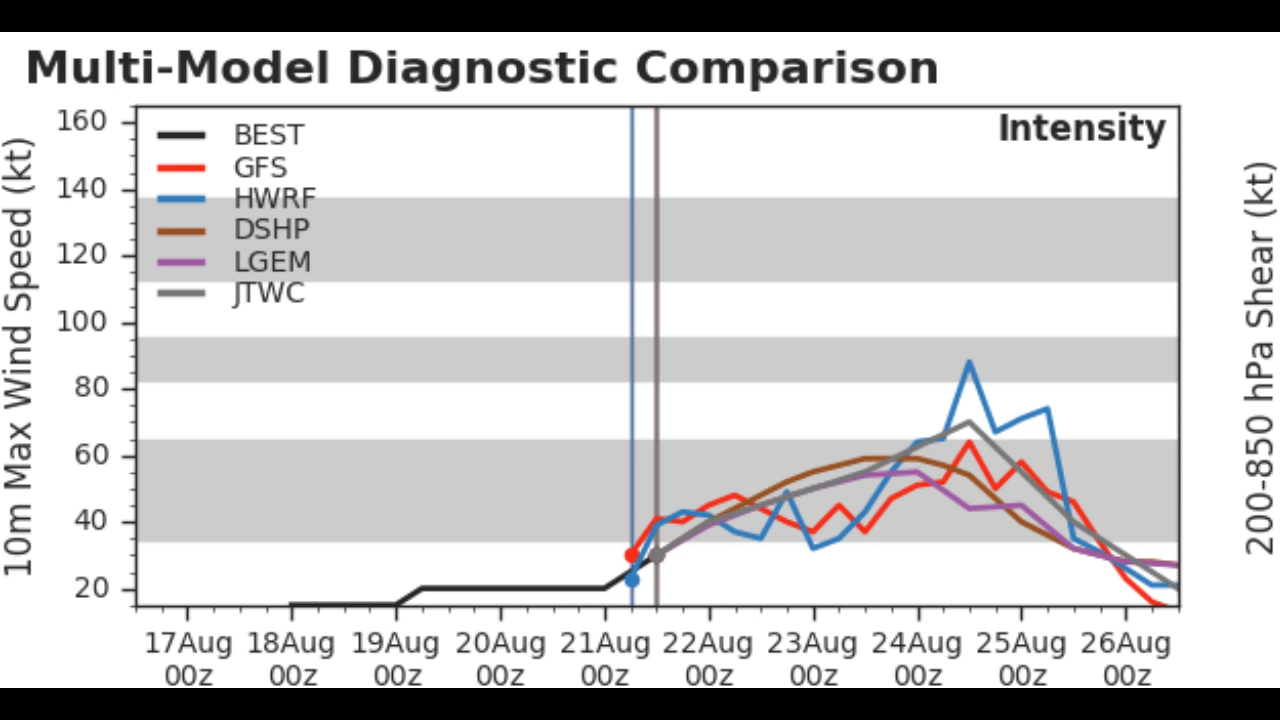 Multi-Model Diagnostic Comparison
Intensity
10m Max Wind Speed (kt)
160
140
120
100
80
60
40
20
BEST
GFS
HWRF
DSHP
LGEM
JTWC
200-850 hPa Shear (kt)
17Aug 18Aug 19Aug 20Aug 21Aug 22Aug 23Aug 24Aug 25Aug 26Aug
00z 00z 00z 00z 00z 00z 00z 00z 00z 00z